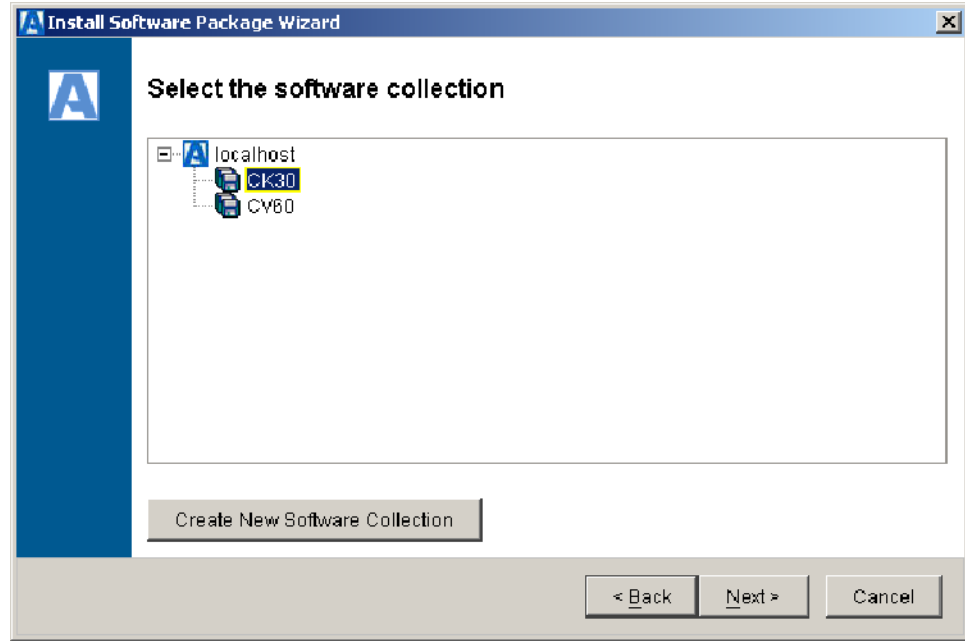 Install Software Package Wizard
Select the software collection
localhost
CK30
CV60
Create New Software Collection
< Back Next > Cancel